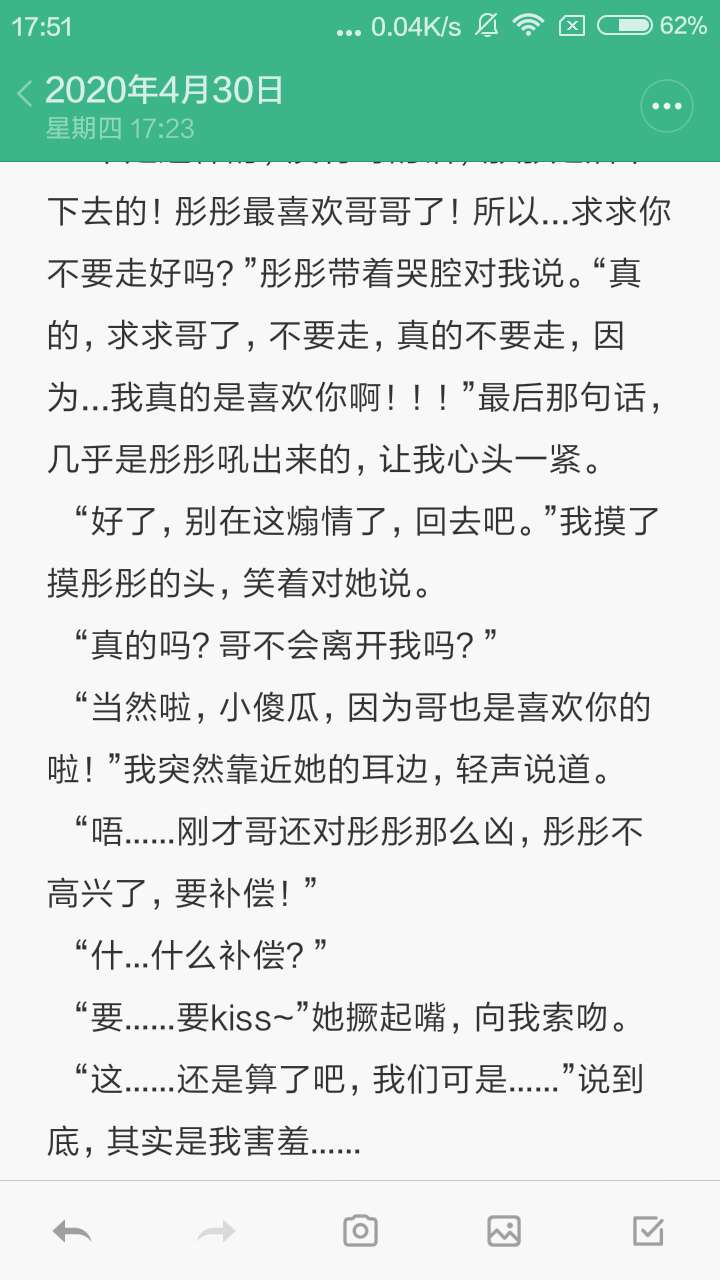 17:51
... 0.04K/s 62%
2020年4月30日
星期四 17:23
下去的！彤彤最喜欢哥哥了！所以...求求你
不要走好吗？”彤彤带着哭腔对我说。“真
的，求求哥了，不要走，真的不要走，因
为...我真的是喜欢你啊！！！”最后那句话，
几乎是彤彤吼出来的，让我心头一紧。
“好了，别在这煽情了，回去吧。”我摸了
摸彤彤的头，笑着对她说。
“真的吗？哥不会离开我吗？”
“当然啦，小傻瓜，因为哥也是喜欢你的
啦！”我突然靠近她的耳边，轻声说道。
“唔......刚才哥还对彤彤那么凶，彤彤不
高兴了，要补偿！”
“什...什么补偿？”
“要......要kiss~”她撅起嘴，向我索吻。
“这......还是算了吧，我们可是......”说到
底，其实是我害羞......